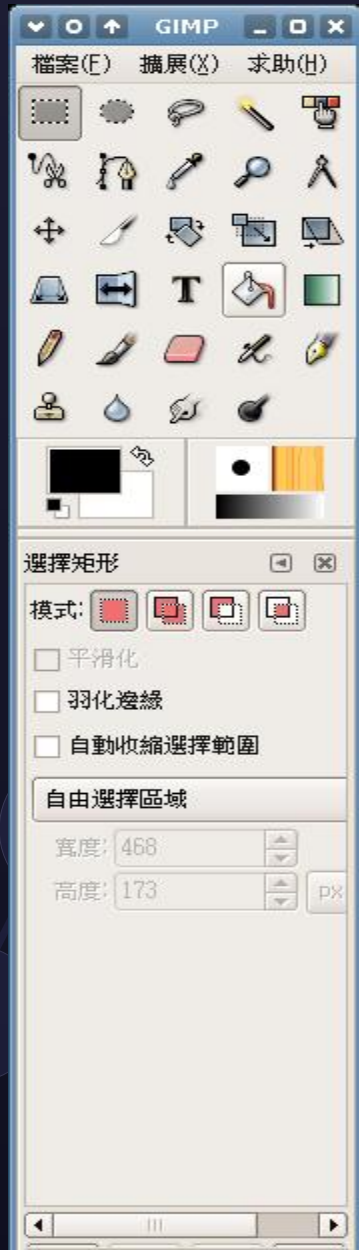 GIMP
檔案(F) 擴展(X) 求助(H)
T
選擇矩形
模式:
平滑化
羽化邊緣
自動收縮選擇範圍
自由選擇區域
寬度: 468
高度: 173 px